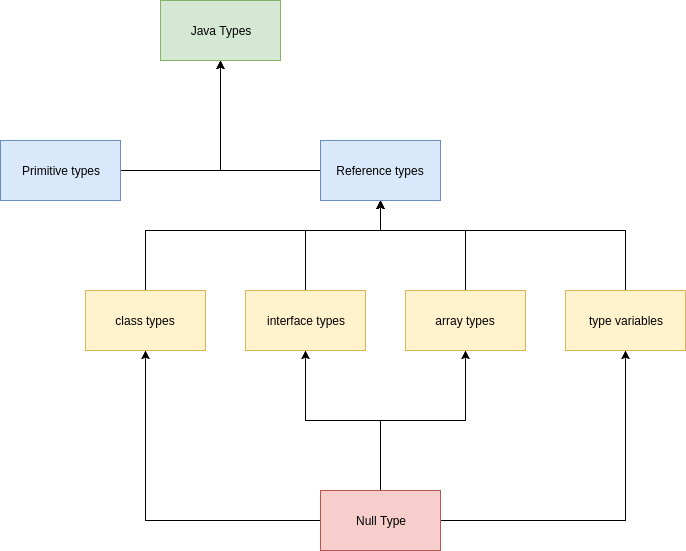 Java Types
Primitive types
Reference types
class types
interface types
array types
type variables
Null Type